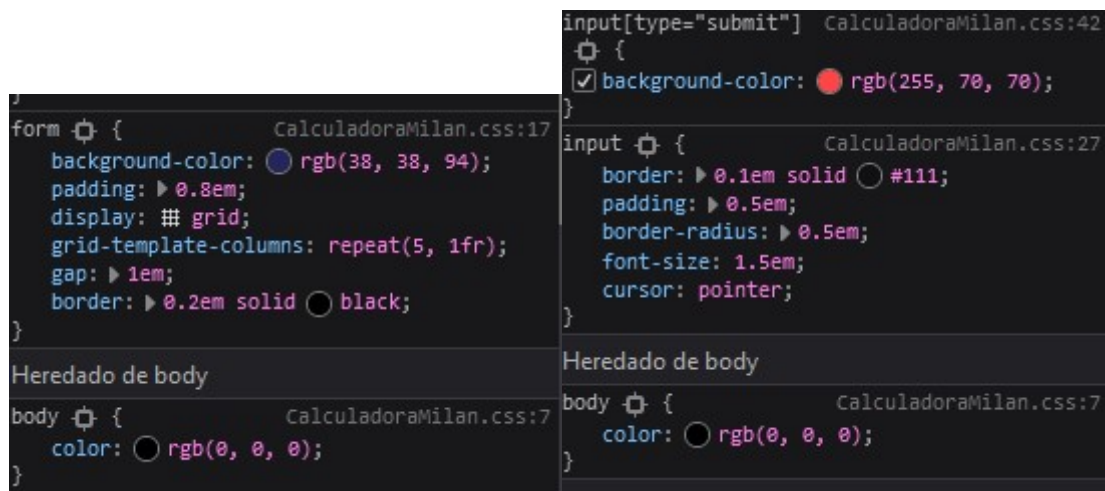 }
form {
CalculadoraMilan.css:17
background-color: rgb(38, 38, 94);
padding: 0.8em;
display: grid;
grid-template-columns: repeat(5, 1fr);
gap: 1em;
border: 0.2em solid black;
}
Heredado de body
body {
CalculadoraMilan.css:7
color: rgb(0, 0, 0);
}
input[type="submit"] CalculadoraMilan.css:42
{
background-color: rgb(255, 70, 70);
}
input {
CalculadoraMilan.css:27
border: 0.1em solid #111;
padding: 0.5em;
border-radius: 0.5em;
font-size: 1.5em;
cursor: pointer;
}
Heredado de body
body {
CalculadoraMilan.css:7
color: rgb(0, 0, 0);
}